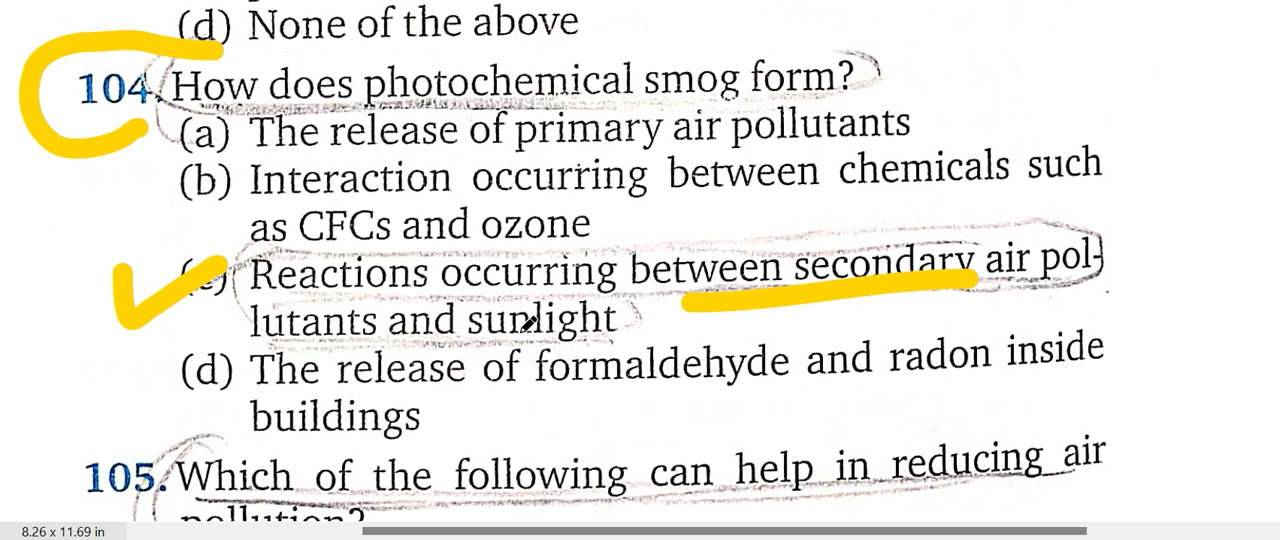 (d) None of the above
104. How does photochemical smog form?
(a) The release of primary air pollutants
(b) Interaction occurring between chemicals such
as CFCs and ozone
(c) Reactions occurring between secondary air pol-
lutants and sunlight
(d) The release of formaldehyde and radon inside
buildings
105. Which of the following can help in reducing air
pollution?
8.26 x 11.69 in